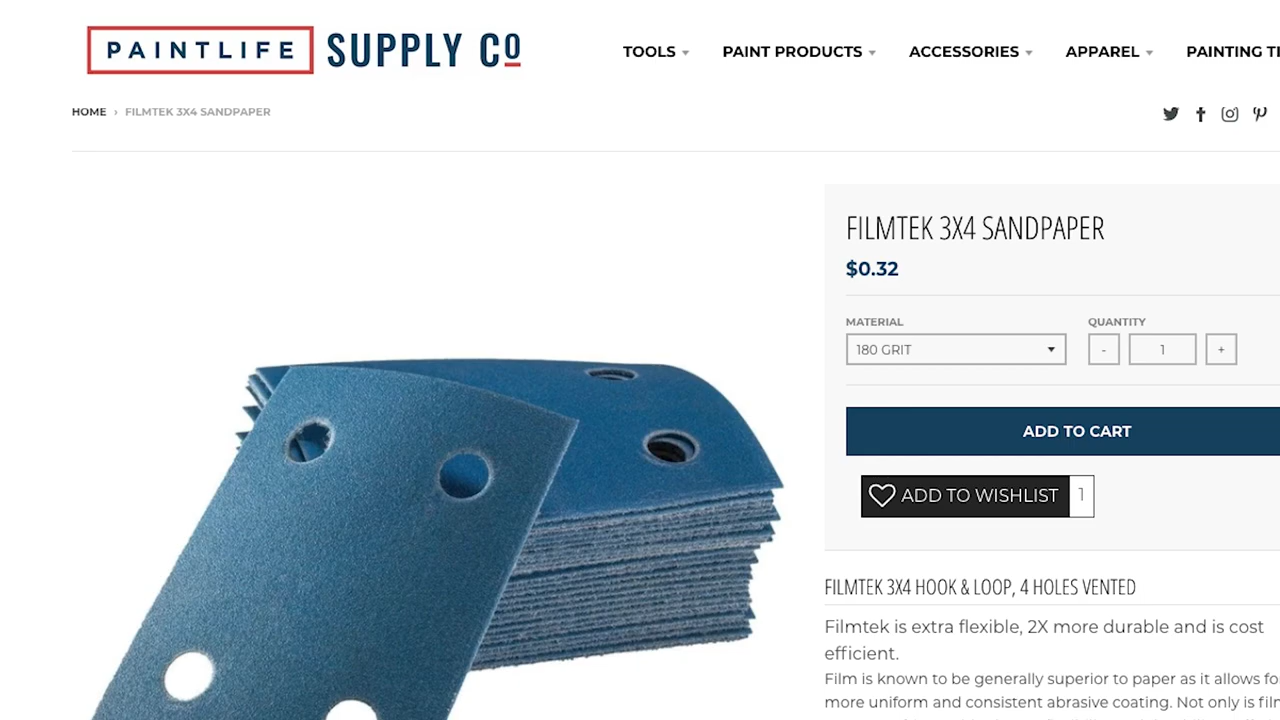 PAINTLIFE SUPPLY CO
TOOLS PAINT PRODUCTS ACCESSORIES APPAREL PAINTING
HOME › FILMTEK 3X4 SANDPAPER
FILMTEK 3X4 SANDPAPER
$0.32
MATERIAL QUANTITY
180 GRIT - 1 +
ADD TO CART
ADD TO WISHLIST 1
FILMTEK 3X4 HOOK & LOOP, 4 HOLES VENTED
Filmtek is extra flexible, 2X more durable and is cost
efficient.
Film is known to be generally superior to paper as it allows
more uniform and consistent abrasive coating. Not only is